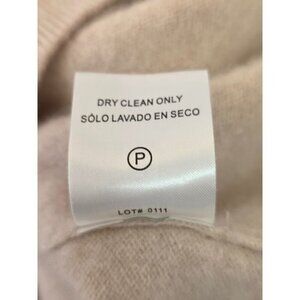 DRY CLEAN ONLY
SÓLO LAVADO EN SECO
P
LOT# 0111